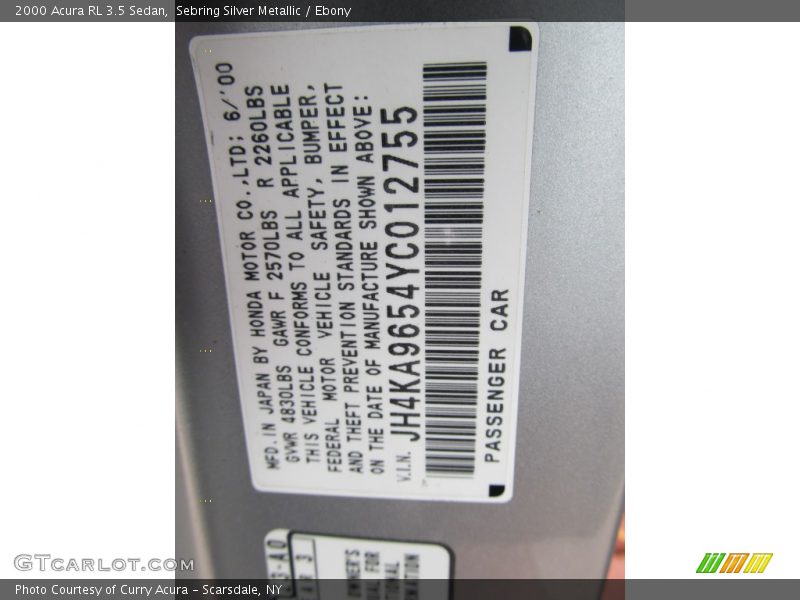 2000 Acura RL 3.5 Sedan, Sebring Silver Metallic / Ebony
MFD. IN JAPAN BY HONDA MOTOR CO., LTD; 6/'00
GVWR 4830LBS GAWR F 2570LBS R 2260LBS
THIS VEHICLE CONFORMS TO ALL APPLICABLE
FEDERAL MOTOR VEHICLE SAFETY, BUMPER,
AND THEFT PREVENTION STANDARDS IN EFFECT
ON THE DATE OF MANUFACTURE SHOWN ABOVE:
V.I.N. JH4KA9654YC012755
PASSENGER CAR
OWNER'S
FOR
GTCarLot.com
Photo Courtesy of Curry Acura - Scarsdale, NY